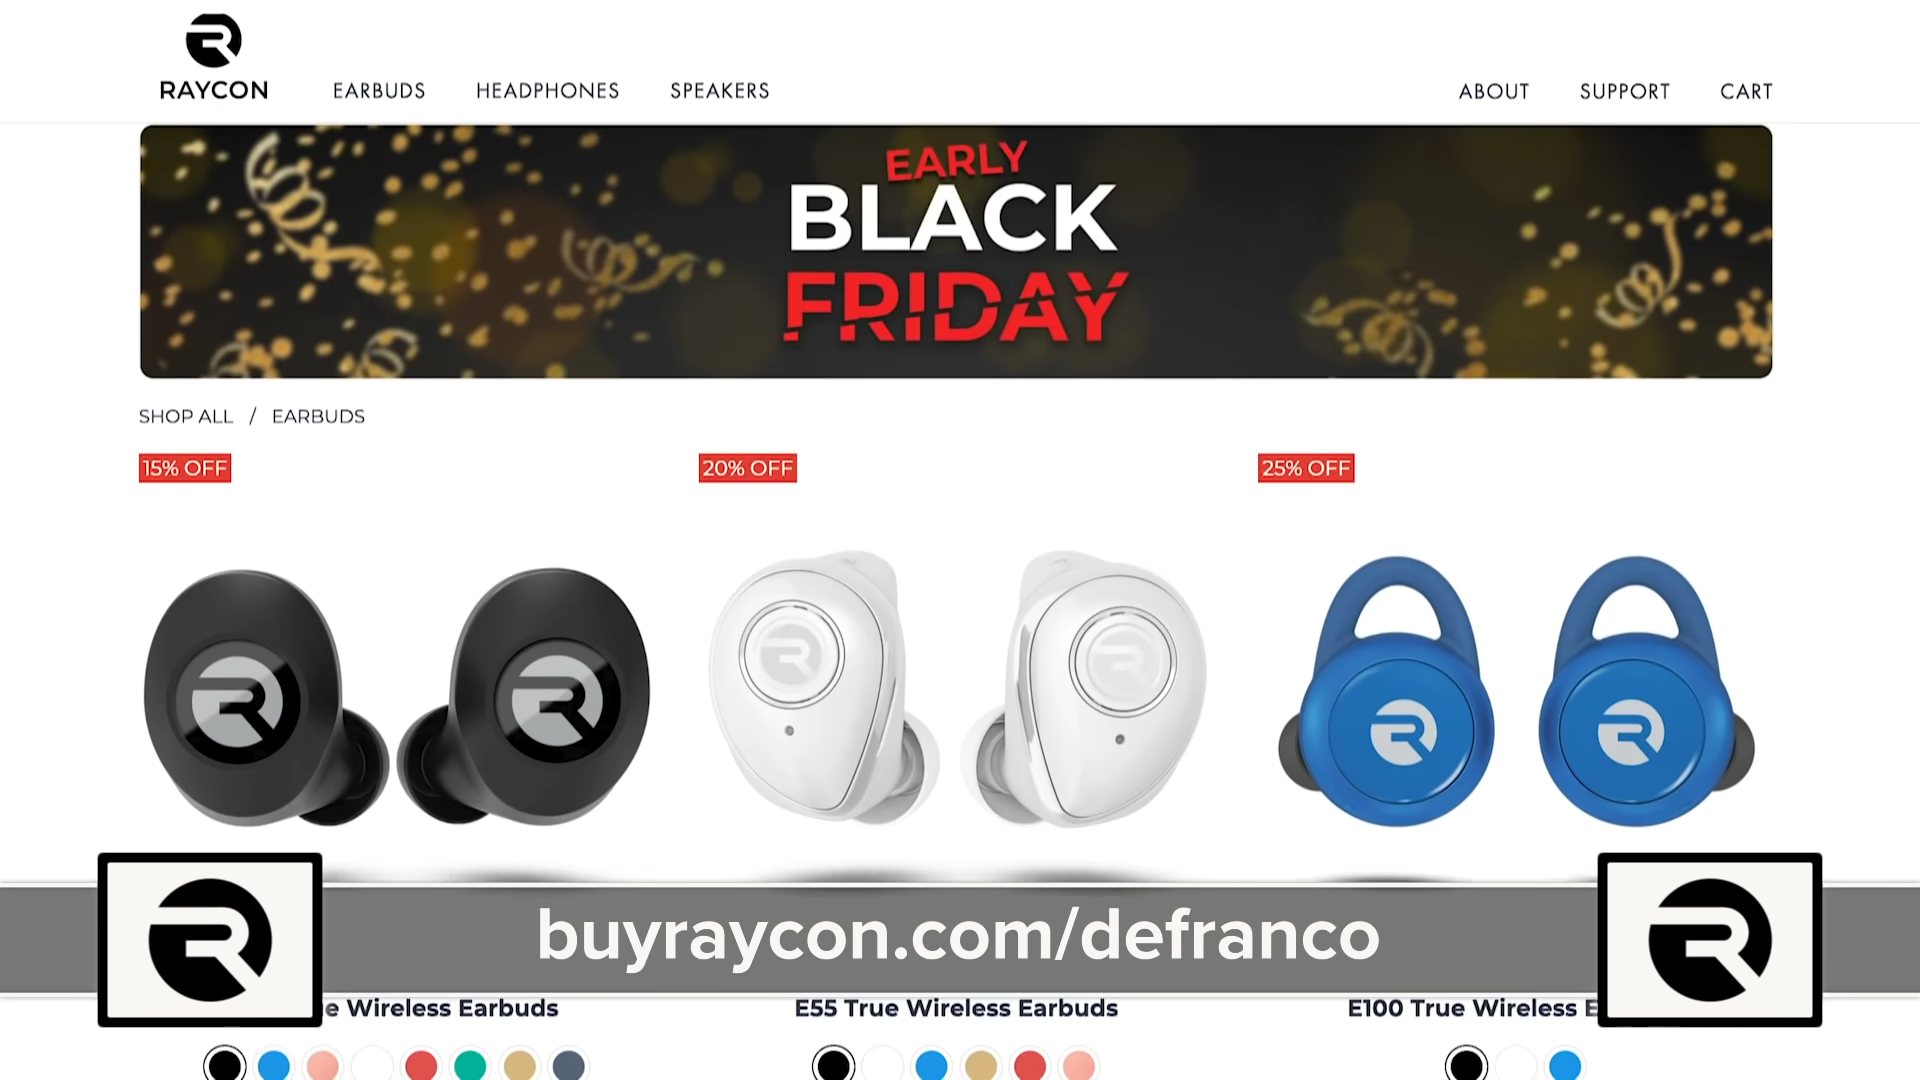 RAYCON
EARBUDS HEADPHONES SPEAKERS
ABOUT SUPPORT CART
EARLY
BLACK
FRIDAY
SHOP ALL / EARBUDS
15% OFF
20% OFF
25% OFF
buyraycon.com/defranco
e Wireless Earbuds
E55 True Wireless Earbuds
E100 True Wireless E